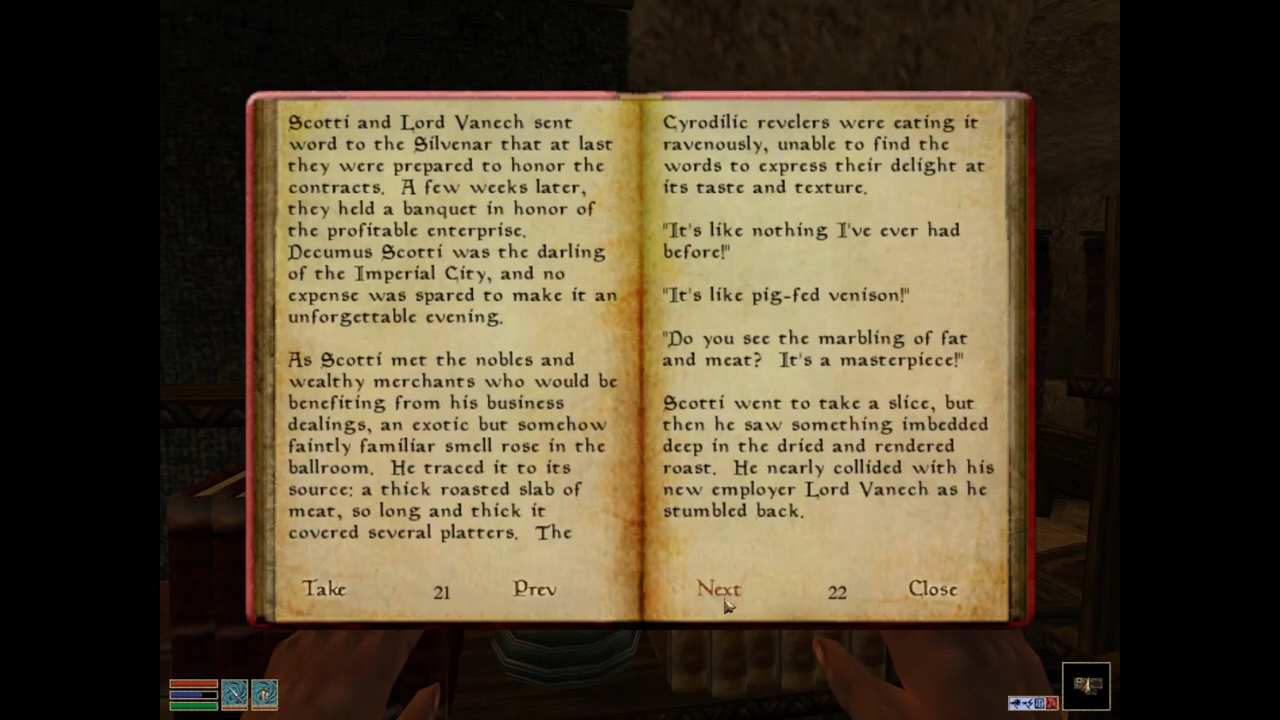 Scotti and Lord Vanech sent
word to the Silvenar that at last
they were prepared to honor the
contracts.  A few weeks later,
they held a banquet in honor of
the profitable enterprise.
Decumus Scotti was the darling
of the Imperial City, and no
expense was spared to make it an
unforgettable evening.
As Scotti met the nobles and
wealthy merchants who would be
benefiting from his business
dealings, an exotic but somehow
faintly familiar smell rose in the
ballroom.  He traced it to its
source: a thick roasted slab of
meat, so long and thick it
covered several platters.  The
Take 21 Prev
Cyrodilic revelers were eating it
ravenously, unable to find the
words to express their delight at
its taste and texture.
"It's like nothing I've ever had
before!"
"It's like pig-fed venison!"
"Do you see the marbling of fat
and meat?  It's a masterpiece!"
Scotti went to take a slice, but
then he saw something imbedded
deep in the dried and rendered
roast.  He nearly collided with his
new employer Lord Vanech as he
stumbled back.
Next 22 Close